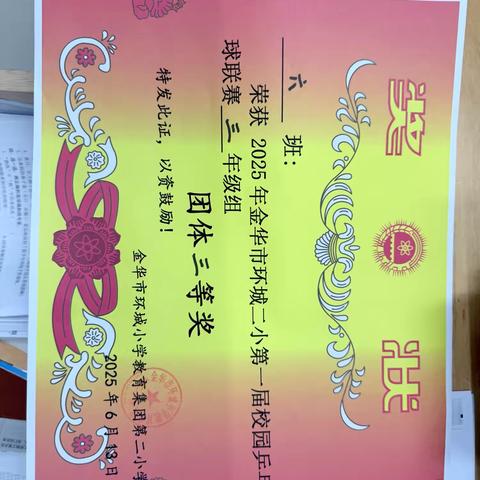 奖状
六 班：
荣获 2025 年金华市环城二小第一届校园乒乓
球联赛 三 年级组
团体三等奖
特发此证，以资鼓励！
金华市环城小学教育集团第二小学
2025 年 6 月 13 日